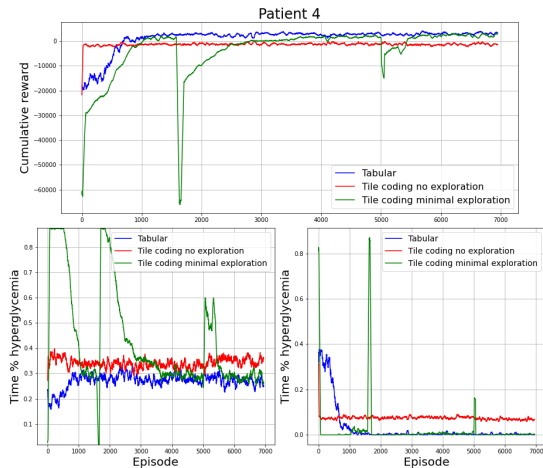 Patient 4
Cumulative reward
0
−10000
−20000
−30000
−40000
−50000
−60000
0
1000
2000
3000
4000
5000
6000
7000
Tabular
Tile coding no exploration
Tile coding minimal exploration
Time % hyperglycemia
0.8
0.7
0.6
0.5
0.4
0.3
0.2
0.1
0
1000
2000
3000
4000
5000
6000
7000
Episode
Tabular
Tile coding no exploration
Tile coding minimal exploration
Time % hyperglycemia
0.8
0.6
0.4
0.2
0.0
0
1000
2000
3000
4000
5000
6000
7000
Episode
Tabular
Tile coding no exploration
Tile coding minimal exploration